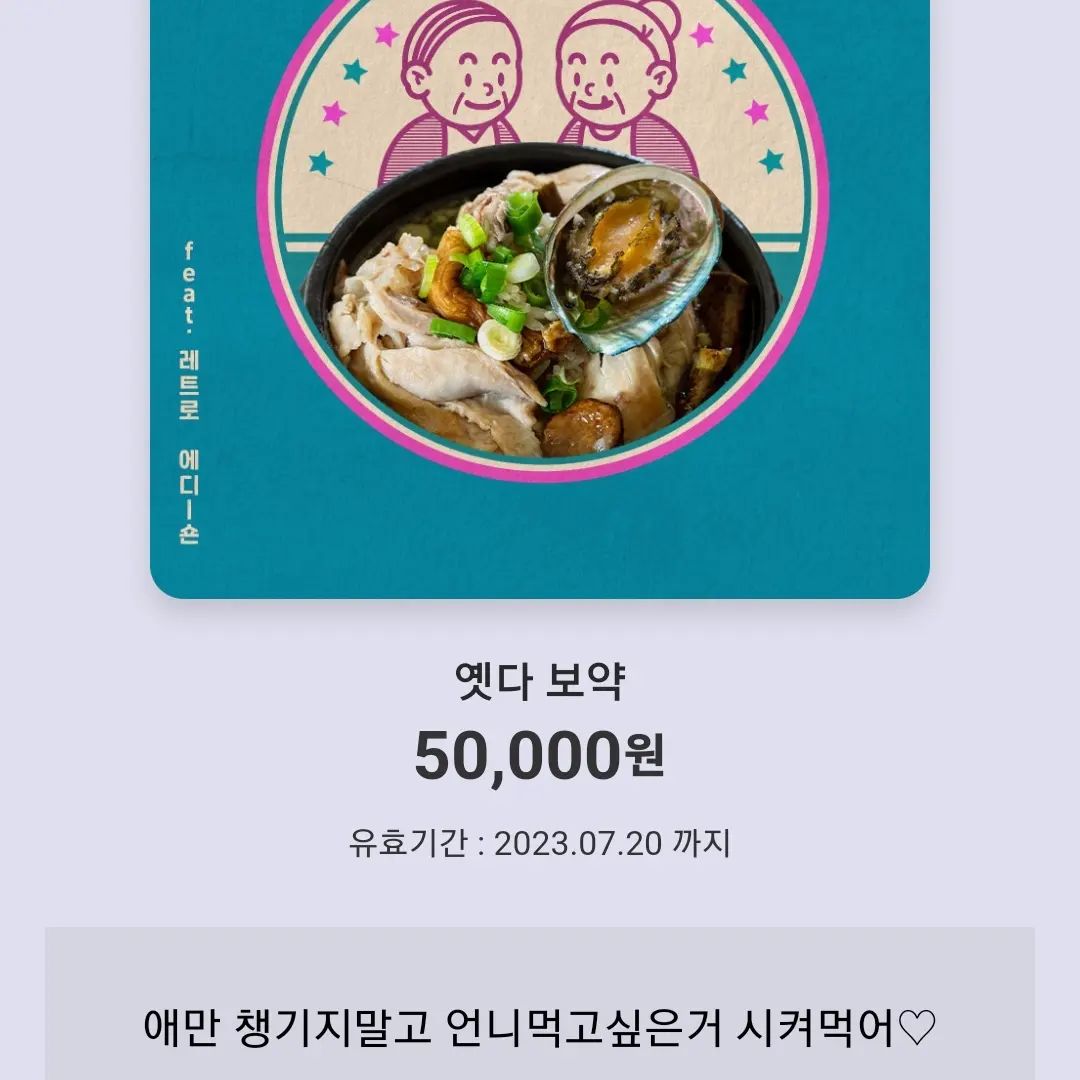 feat. 레트로 에디ㅣ숀
옛다 보약
50,000원
유효기간 : 2023.07.20 까지
애만 챙기지말고 언니먹고싶은거 시켜먹어♡